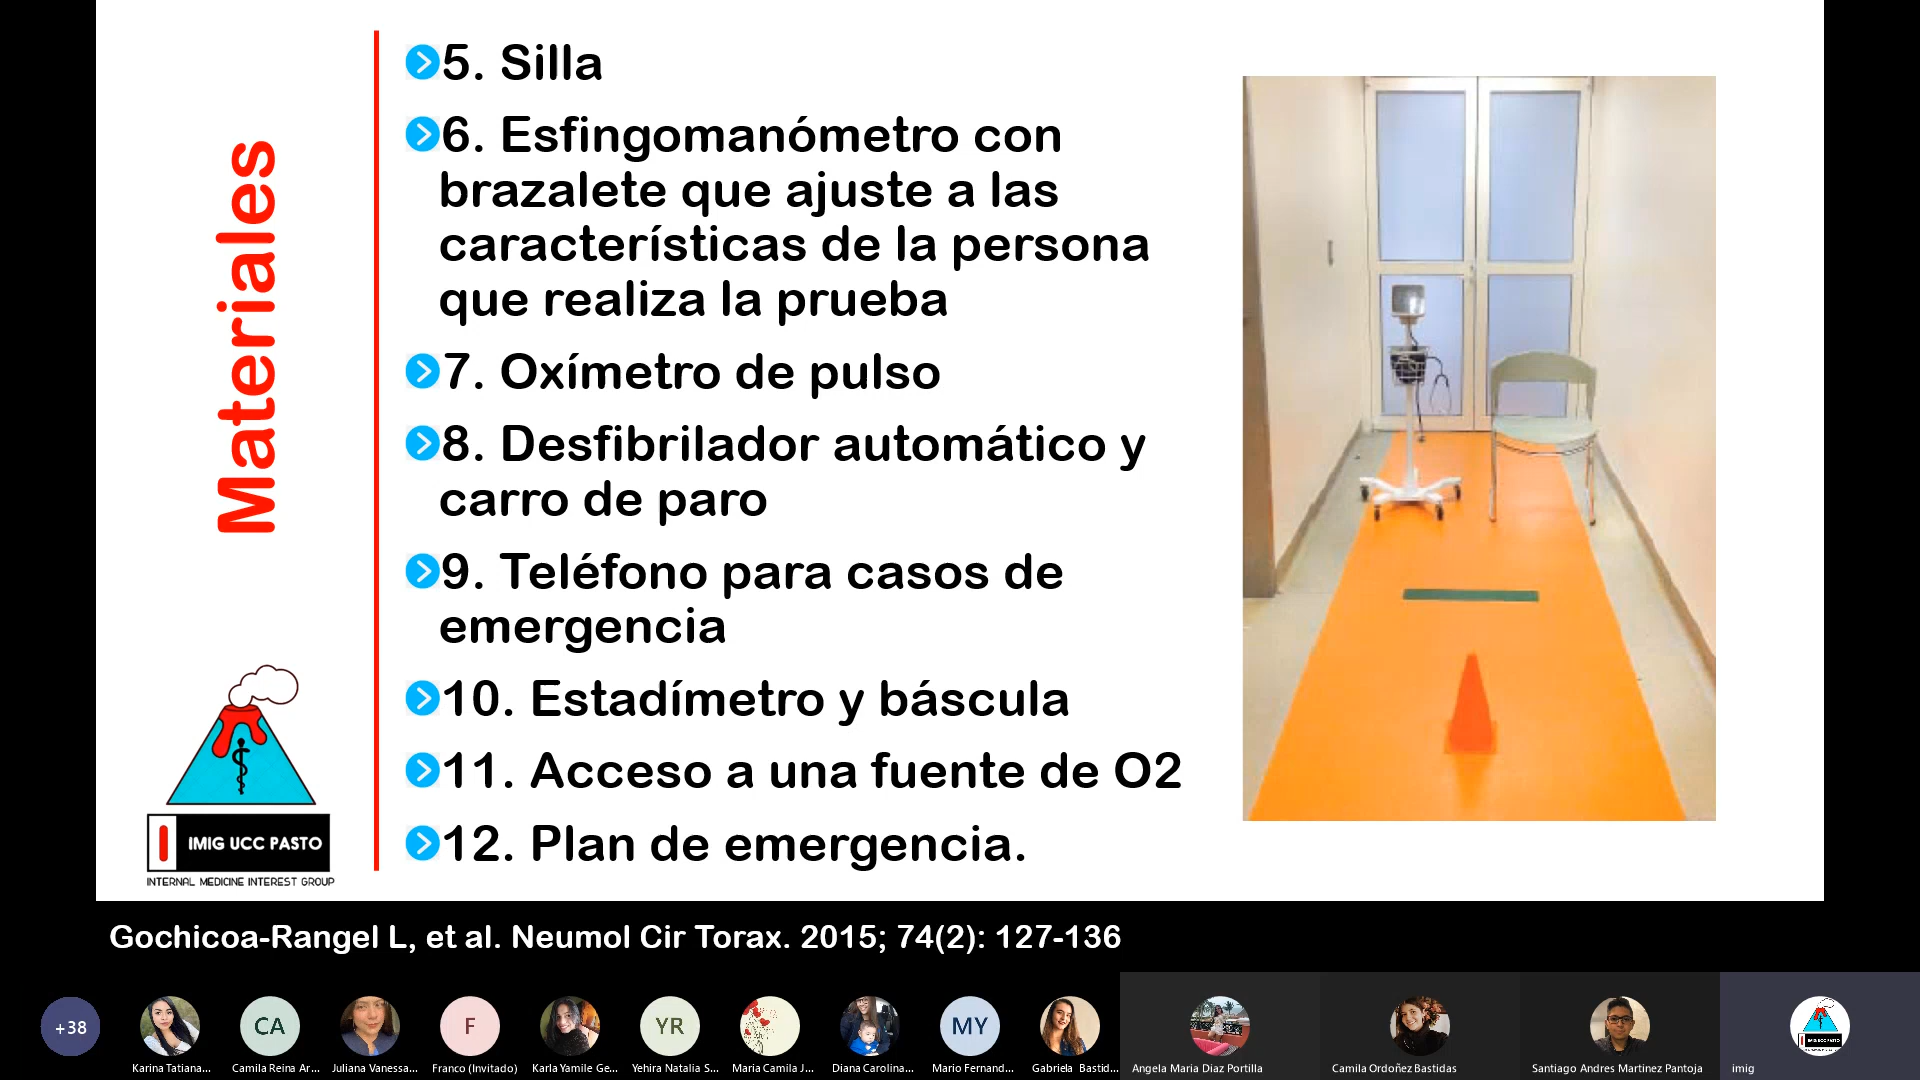 Materiales
5. Silla
6. Esfingomanómetro con
brazalete que ajuste a las
características de la persona
que realiza la prueba
7. Oxímetro de pulso
8. Desfibrilador automático y
carro de paro
9. Teléfono para casos de
emergencia
10. Estadímetro y báscula
11. Acceso a una fuente de O2
12. Plan de emergencia.
IMIG UCC PASTO
INTERNAL MEDICINE INTEREST GROUP
Gochicoa-Rangel L, et al. Neumol Cir Torax. 2015; 74(2): 127-136
+38
CA
F
YR
MY
Karina Tatiana...
Camila Reina Ar...
Juliana Vanessa...
Franco (Invitado)
Karla Yamile Ge...
Yehira Natalia S...
Maria Camila J...
Diana Carolina...
Mario Fernand...
Gabriela Bastid...
Angela Maria Diaz Portilla
Camila Ordoñez Bastidas
Santiago Andres Martinez Pantoja
imig